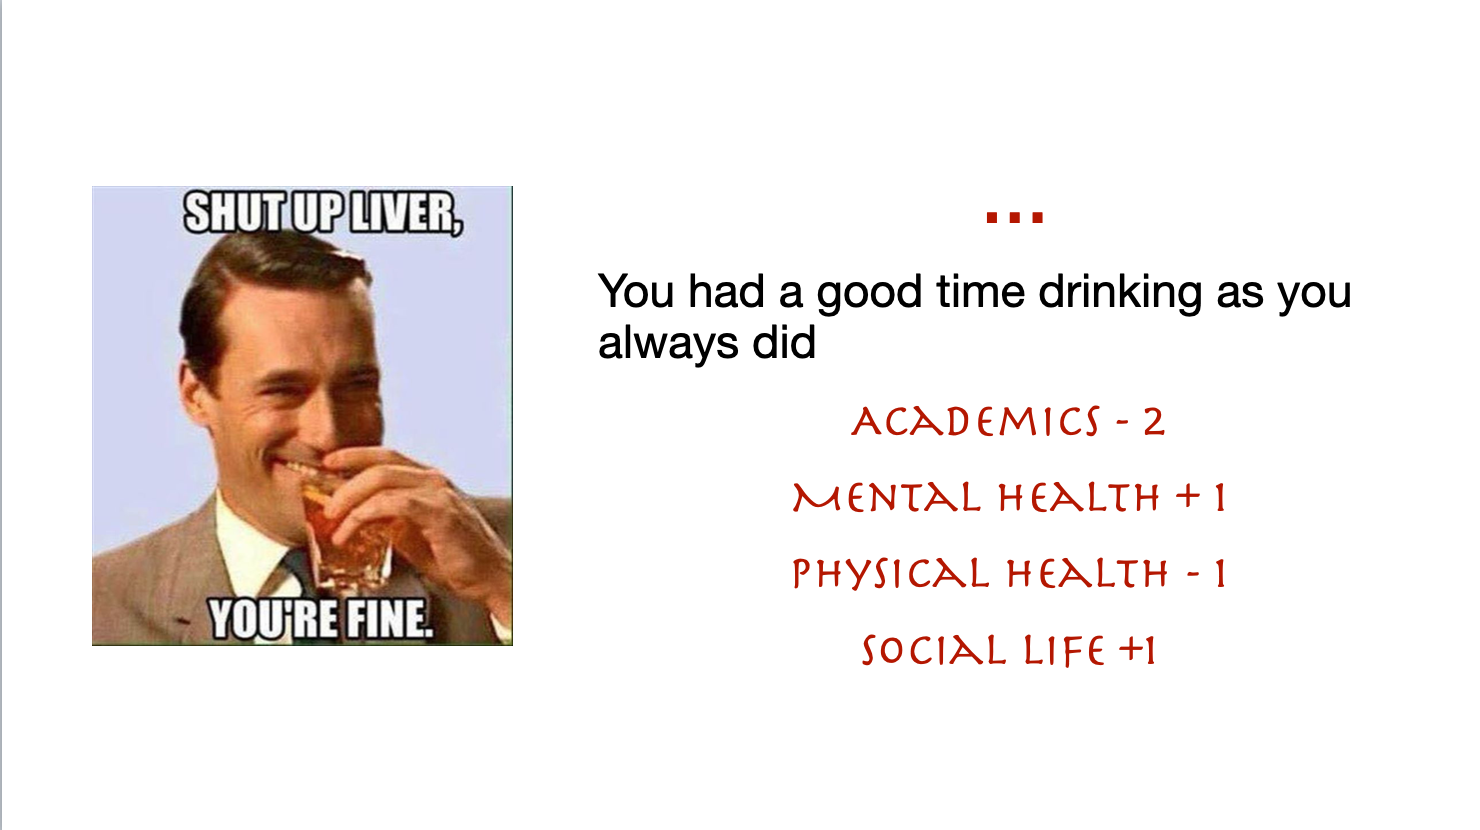 SHUT UP LIVER,
YOU'RE FINE.
...
You had a good time drinking as you
always did
ACADEMICS - 2
MENTAL HEALTH + 1
PHYSICAL HEALTH - 1
SOCIAL LIFE +1